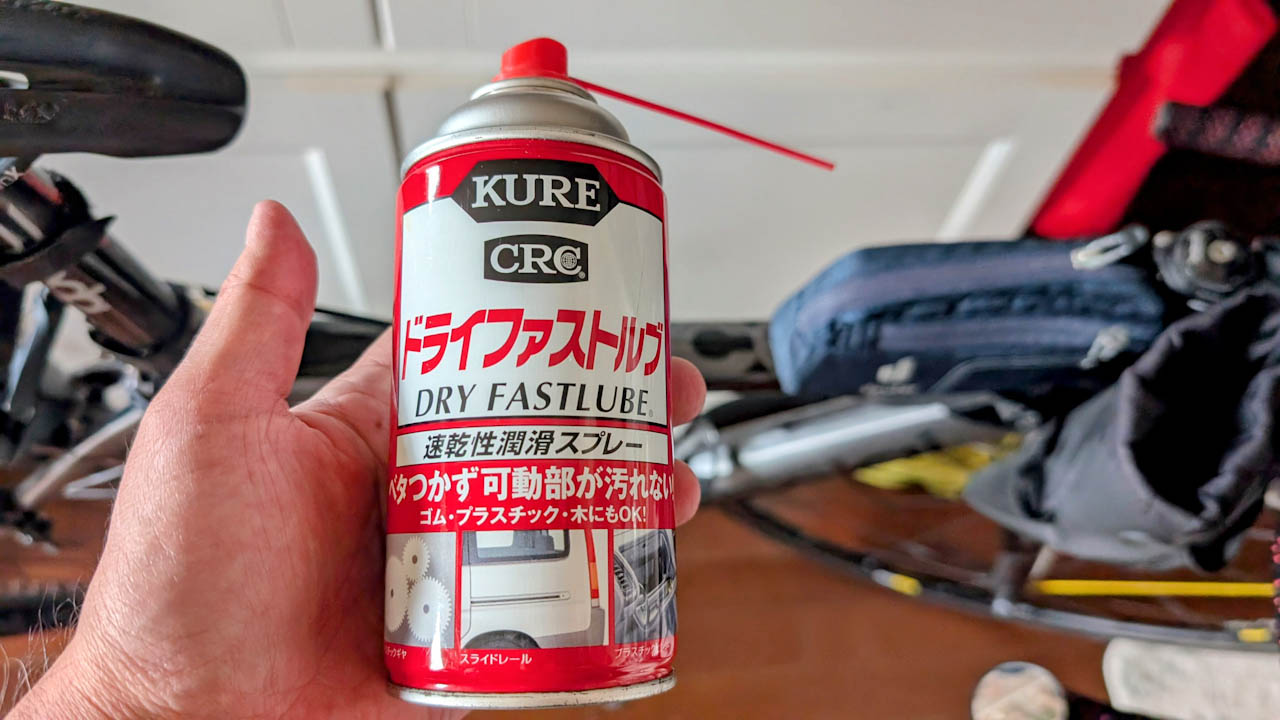 KURE
CRC
ドライファストルブ
DRY FASTLUBE®
速乾性潤滑スプレー
ベタつかず可動部が汚れない!
ゴム・プラスチック・木にもOK!
スライドレール
deuter